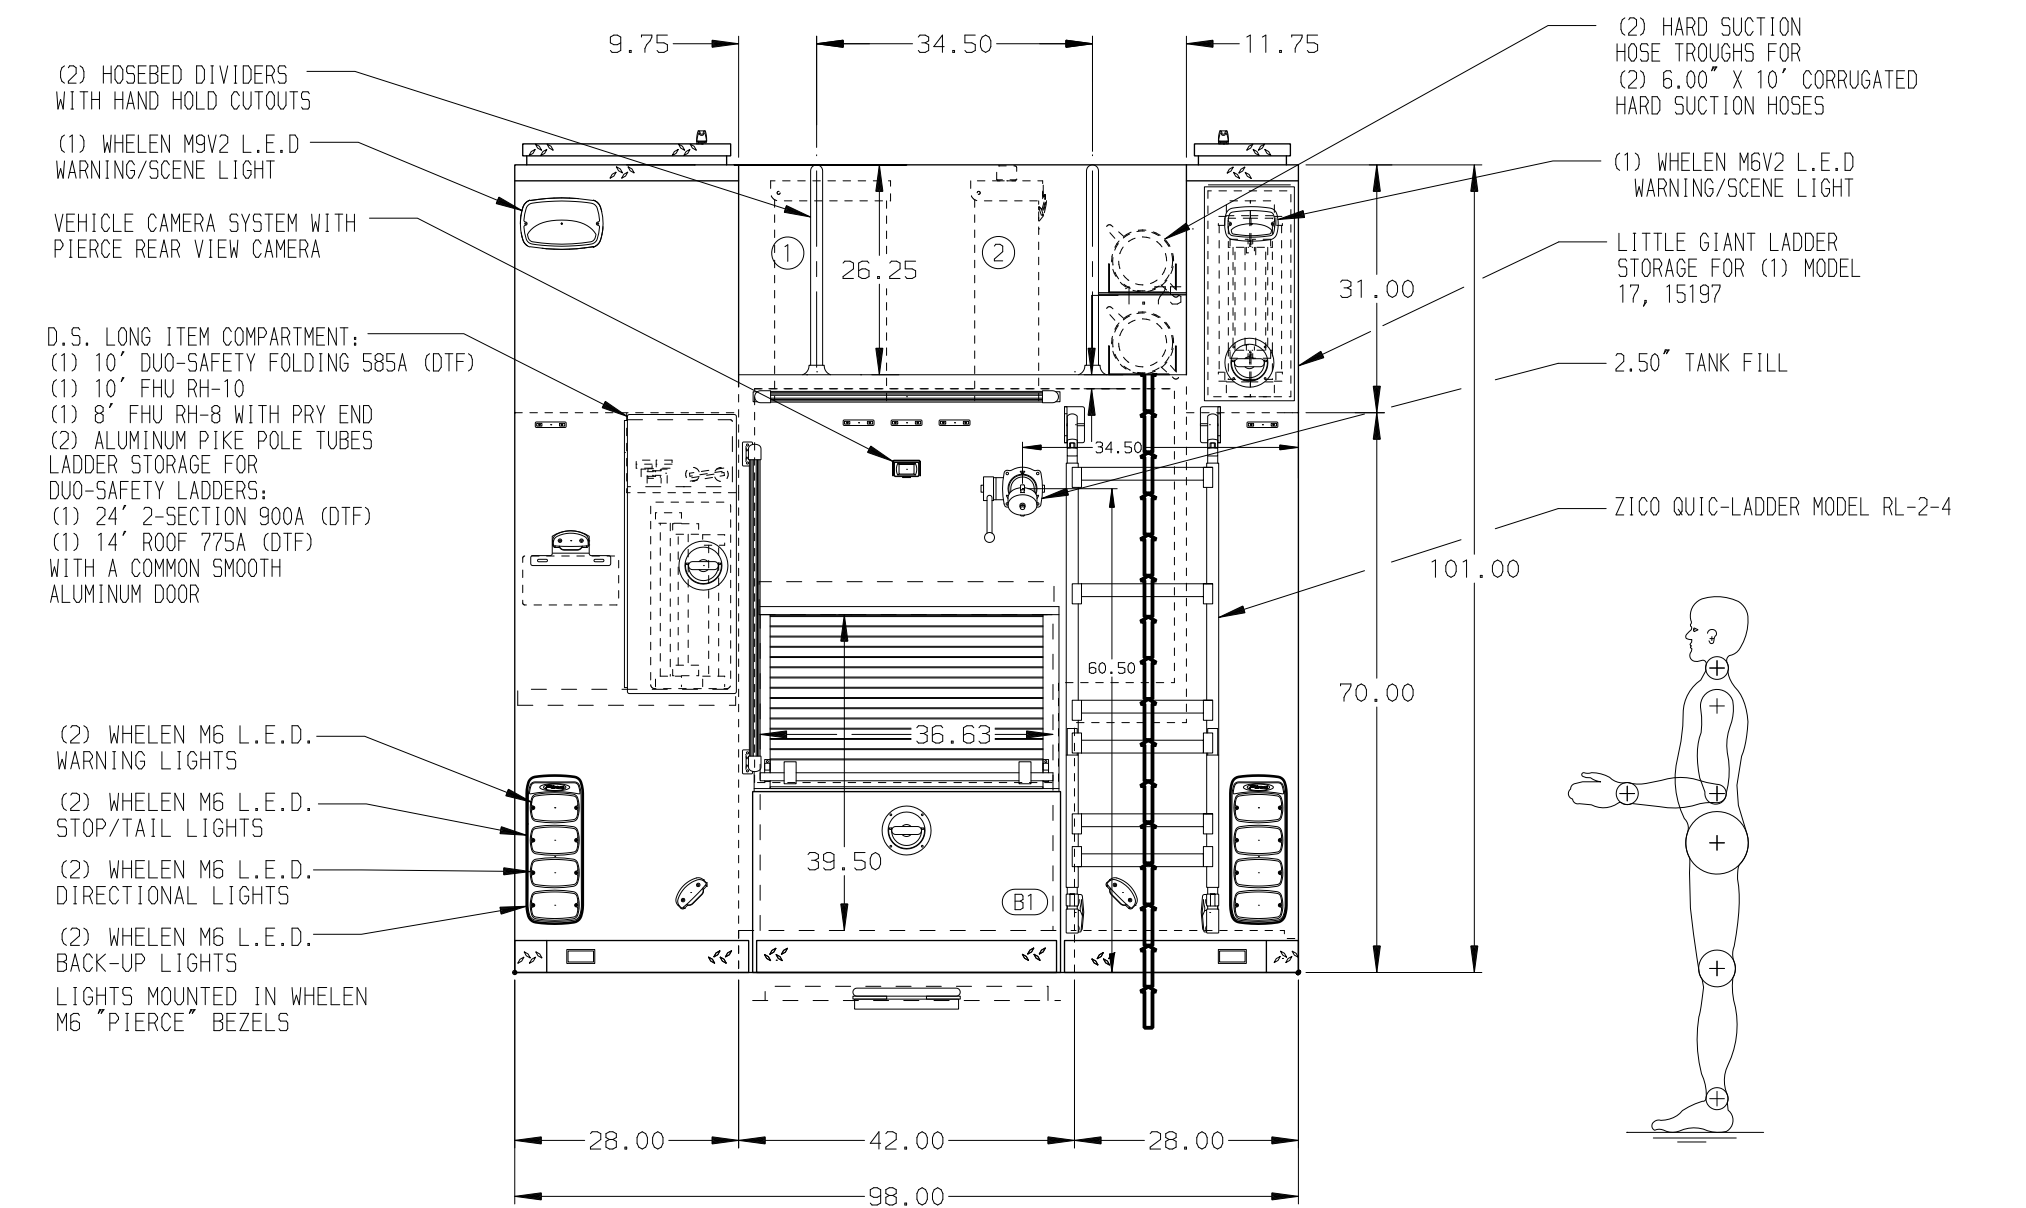 9.75
34.50
11.75
(2) HOSEBED DIVIDERS
WITH HAND HOLD CUTOUTS
(1) WHELEN M9V2 L.E.D
WARNING/SCENE LIGHT
VEHICLE CAMERA SYSTEM WITH
PIERCE REAR VIEW CAMERA
D.S. LONG ITEM COMPARTMENT:
(1) 10' DUO-SAFETY FOLDING 585A (DTF)
(1) 10' FHU RH-10
(1) 8' FHU RH-8 WITH PRY END
(2) ALUMINUM PIKE POLE TUBES
LADDER STORAGE FOR
DUO-SAFETY LADDERS:
(1) 24' 2-SECTION 900A (DTF)
(1) 14' ROOF 775A (DTF)
WITH A COMMON SMOOTH
ALUMINUM DOOR
(2) WHELEN M6 L.E.D.
WARNING LIGHTS
(2) WHELEN M6 L.E.D.
STOP/TAIL LIGHTS
(2) WHELEN M6 L.E.D.
DIRECTIONAL LIGHTS
(2) WHELEN M6 L.E.D.
BACK-UP LIGHTS
LIGHTS MOUNTED IN WHELEN
M6 "PIERCE" BEZELS
1
2
26.25
34.50
60.50
36.63
39.50
B1
31.00
70.00
101.00
28.00
42.00
28.00
98.00
(2) HARD SUCTION
HOSE TROUGHS FOR
(2) 6.00" X 10' CORRUGATED
HARD SUCTION HOSES
(1) WHELEN M6V2 L.E.D
WARNING/SCENE LIGHT
LITTLE GIANT LADDER
STORAGE FOR (1) MODEL
17, 15197
2.50" TANK FILL
ZICO QUIC-LADDER MODEL RL-2-4